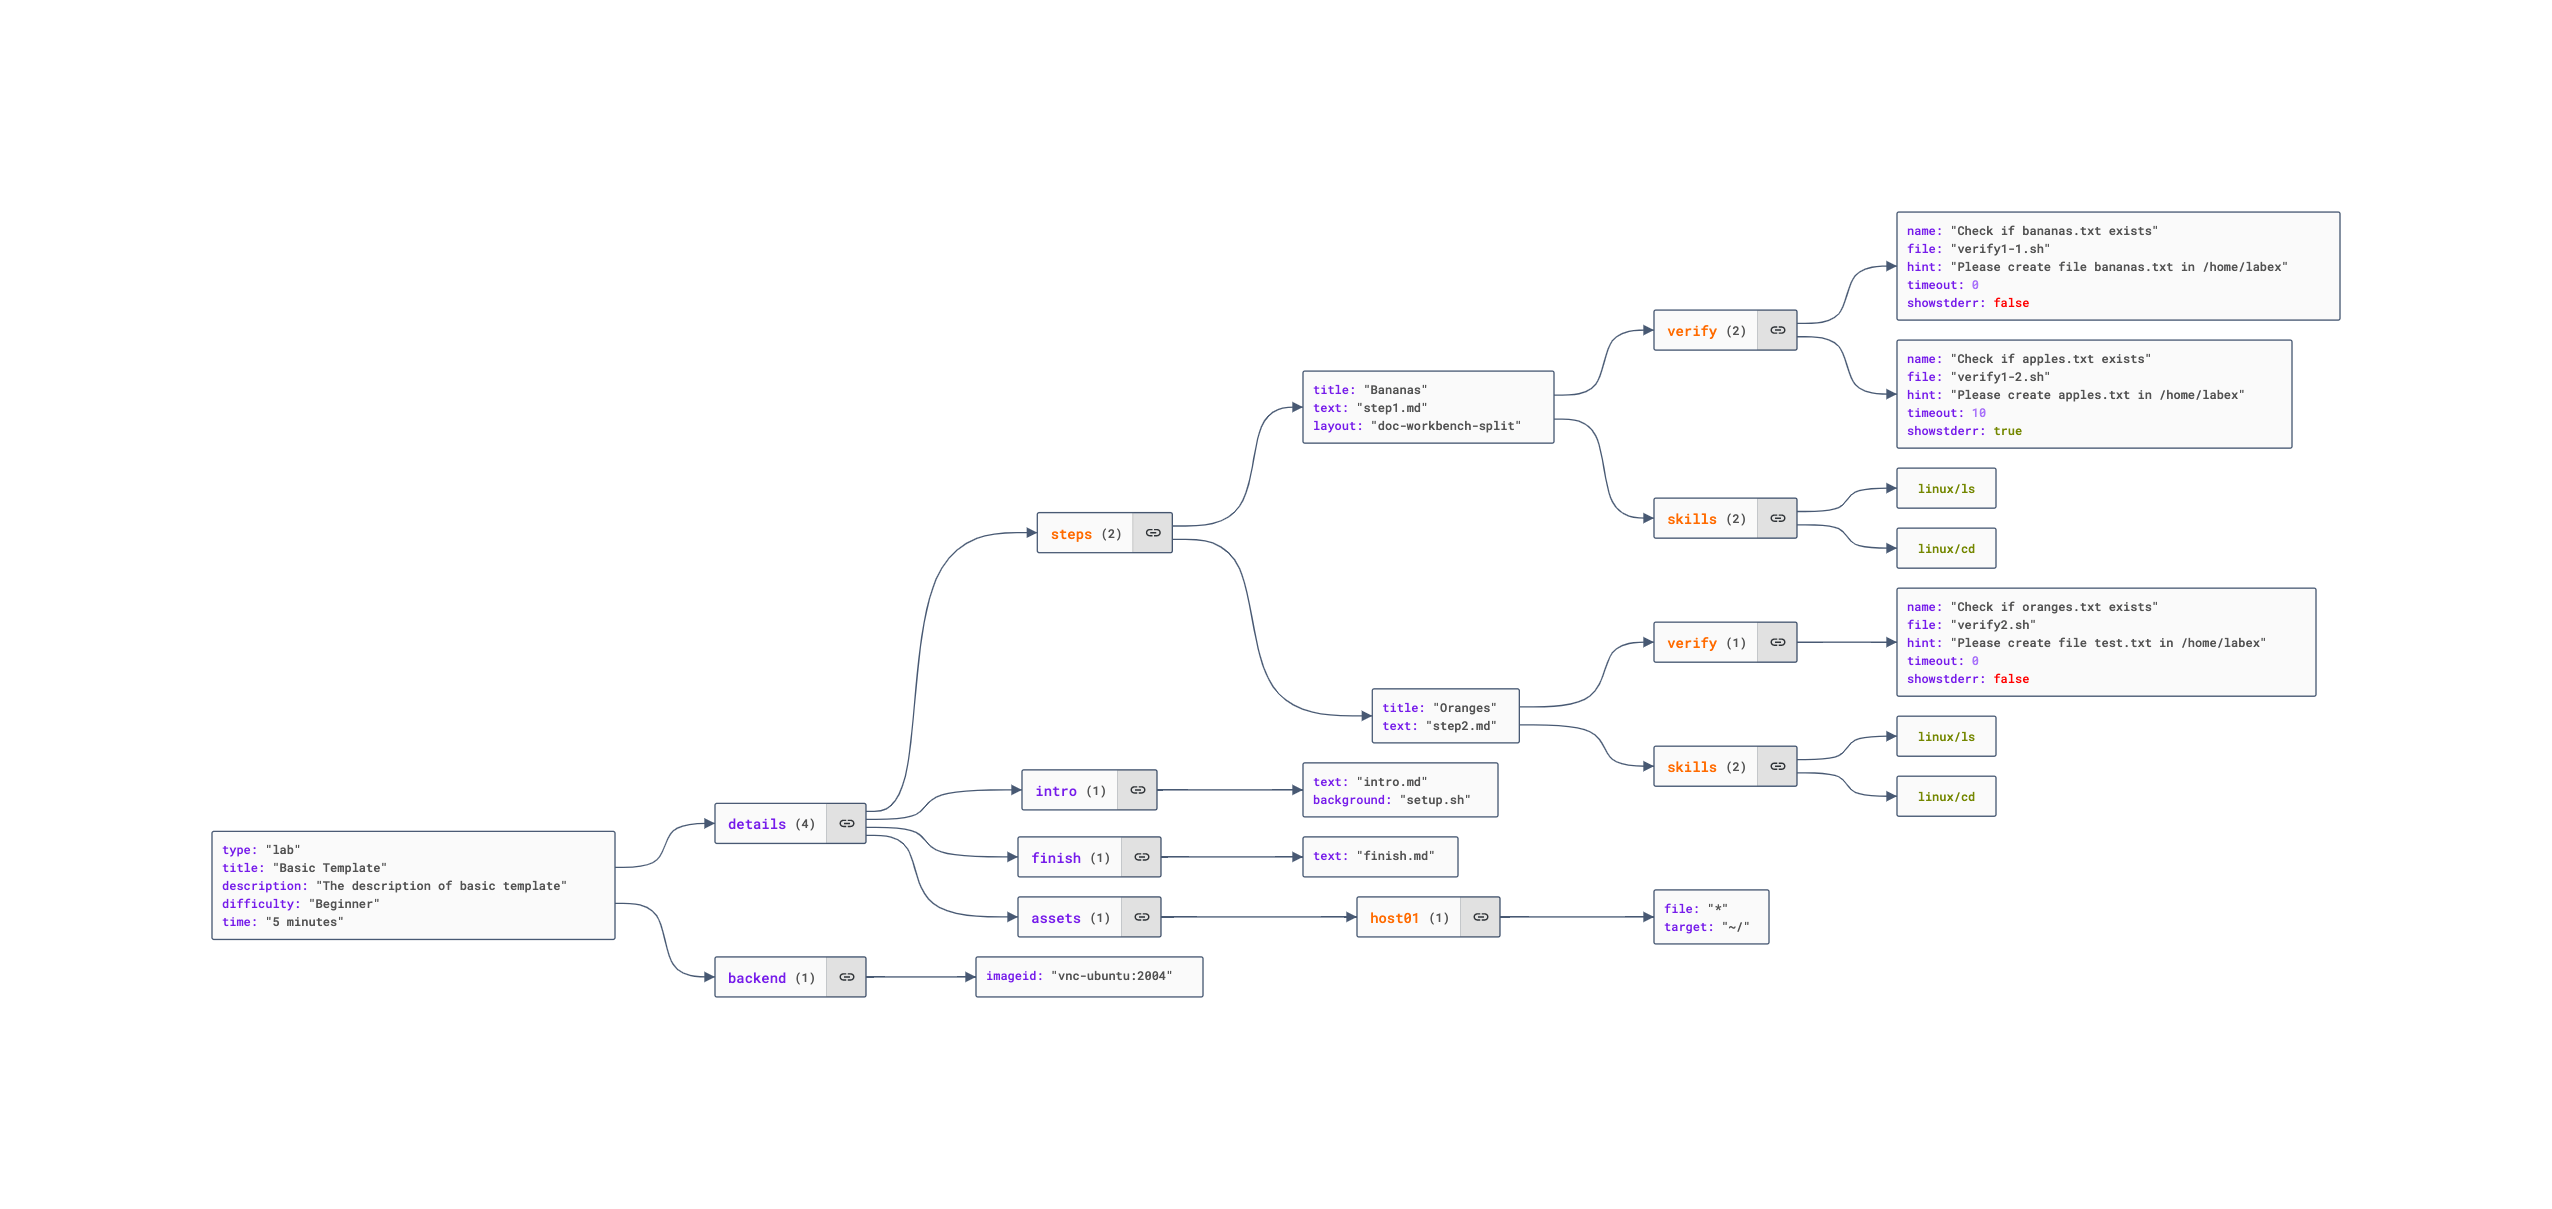 type: "lab"
title: "Basic Template"
description: "The description of basic template"
difficulty: "Beginner"
time: "5 minutes"
details (4)
backend (1)
imageid: "vnc-ubuntu:2004"
steps (2)
intro (1)
finish (1)
assets (1)
title: "Bananas"
text: "step1.md"
layout: "doc-workbench-split"
title: "Oranges"
text: "step2.md"
text: "intro.md"
background: "setup.sh"
text: "finish.md"
host01 (1)
file: "*"
target: "~/"
verify (2)
skills (2)
verify (1)
skills (2)
name: "Check if bananas.txt exists"
file: "verify1-1.sh"
hint: "Please create file bananas.txt in /home/labex"
timeout: 0
showstderr: false
name: "Check if apples.txt exists"
file: "verify1-2.sh"
hint: "Please create apples.txt in /home/labex"
timeout: 10
showstderr: true
linux/ls
linux/cd
name: "Check if oranges.txt exists"
file: "verify2.sh"
hint: "Please create file test.txt in /home/labex"
timeout: 0
showstderr: false
linux/ls
linux/cd